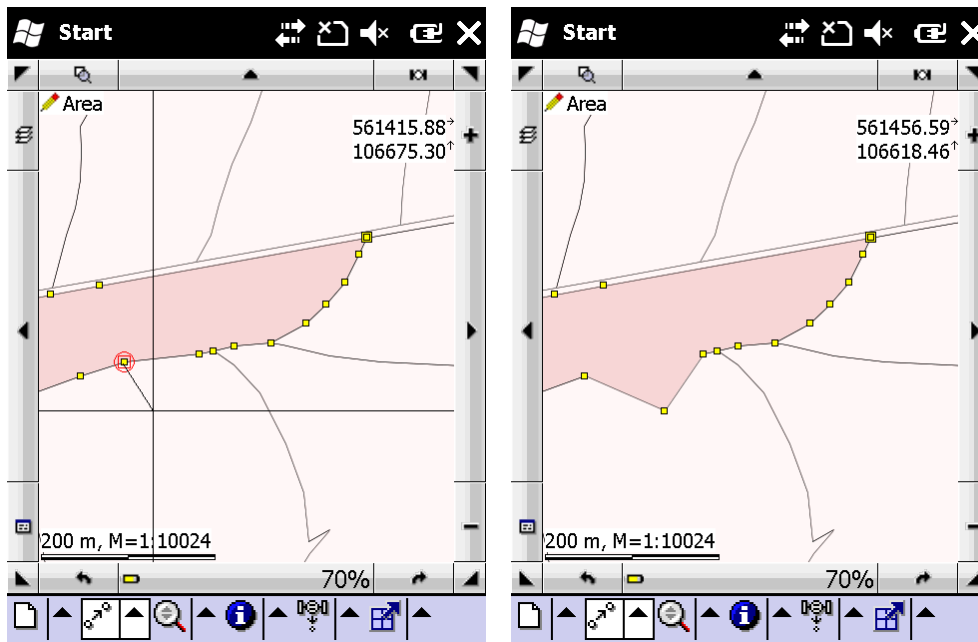 Start
Area
561415.88
106675.30
200 m, M=1:10024
70%
Start
Area
561456.59
106618.46
200 m, M=1:10024
70%